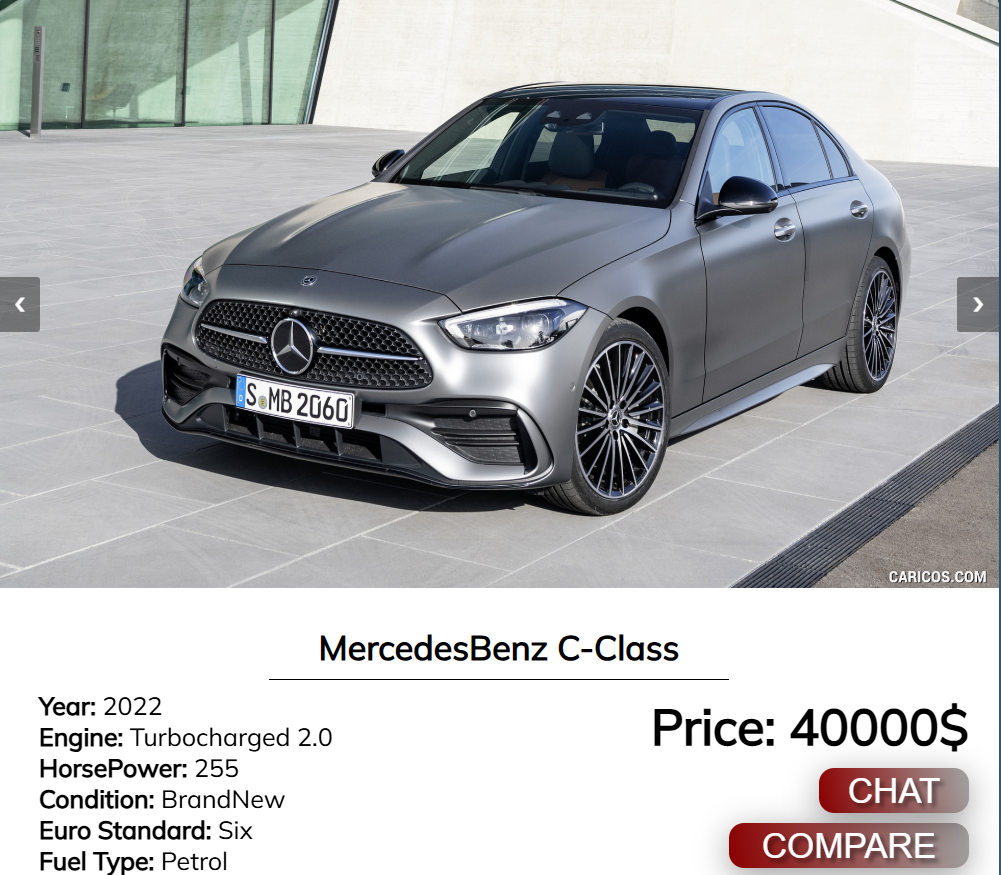 S MB 2060
CARICOS.COM
MercedesBenz C-Class
Year: 2022
Engine: Turbocharged 2.0
HorsePower: 255
Condition: BrandNew
Euro Standard: Six
Fuel Type: Petrol
Price: 40000$
CHAT
COMPARE